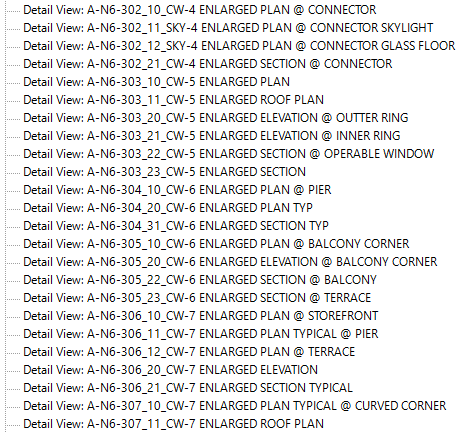 Detail View: A-N6-302_10_CW-4 ENLARGED PLAN @ CONNECTOR
Detail View: A-N6-302_11_SKY-4 ENLARGED PLAN @ CONNECTOR SKYLIGHT
Detail View: A-N6-302_12_SKY-4 ENLARGED PLAN @ CONNECTOR GLASS FLOOR
Detail View: A-N6-302_21_CW-4 ENLARGED SECTION @ CONNECTOR
Detail View: A-N6-303_10_CW-5 ENLARGED PLAN
Detail View: A-N6-303_11_CW-5 ENLARGED ROOF PLAN
Detail View: A-N6-303_20_CW-5 ENLARGED ELEVATION @ OUTTER RING
Detail View: A-N6-303_21_CW-5 ENLARGED ELEVATION @ INNER RING
Detail View: A-N6-303_22_CW-5 ENLARGED SECTION @ OPERABLE WINDOW
Detail View: A-N6-303_23_CW-5 ENLARGED SECTION
Detail View: A-N6-304_10_CW-6 ENLARGED PLAN @ PIER
Detail View: A-N6-304_20_CW-6 ENLARGED PLAN TYP
Detail View: A-N6-304_31_CW-6 ENLARGED SECTION TYP
Detail View: A-N6-305_10_CW-6 ENLARGED PLAN @ BALCONY CORNER
Detail View: A-N6-305_20_CW-6 ENLARGED ELEVATION @ BALCONY CORNER
Detail View: A-N6-305_22_CW-6 ENLARGED SECTION @ BALCONY
Detail View: A-N6-305_23_CW-6 ENLARGED SECTION @ TERRACE
Detail View: A-N6-306_10_CW-7 ENLARGED PLAN @ STOREFRONT
Detail View: A-N6-306_11_CW-7 ENLARGED PLAN TYPICAL @ PIER
Detail View: A-N6-306_12_CW-7 ENLARGED PLAN @ TERRACE
Detail View: A-N6-306_20_CW-7 ENLARGED ELEVATION
Detail View: A-N6-306_21_CW-7 ENLARGED SECTION TYPICAL
Detail View: A-N6-307_10_CW-7 ENLARGED PLAN TYPICAL @ CURVED CORNER
Detail View: A-N6-307_11_CW-7 ENLARGED ROOF PLAN